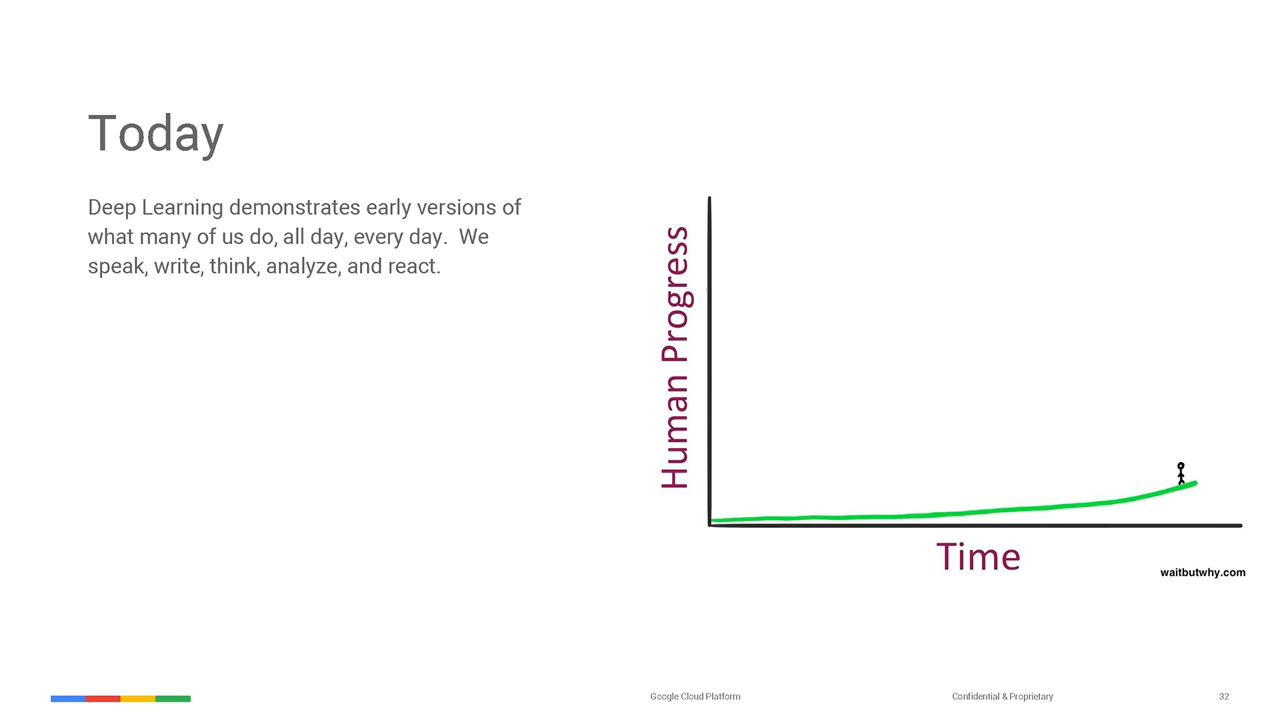 Today
Deep Learning demonstrates early versions of
what many of us do, all day, every day.  We
speak, write, think, analyze, and react.
Human Progress
Time
waitbutwhy.com
Google Cloud Platform
Confidential & Proprietary
32